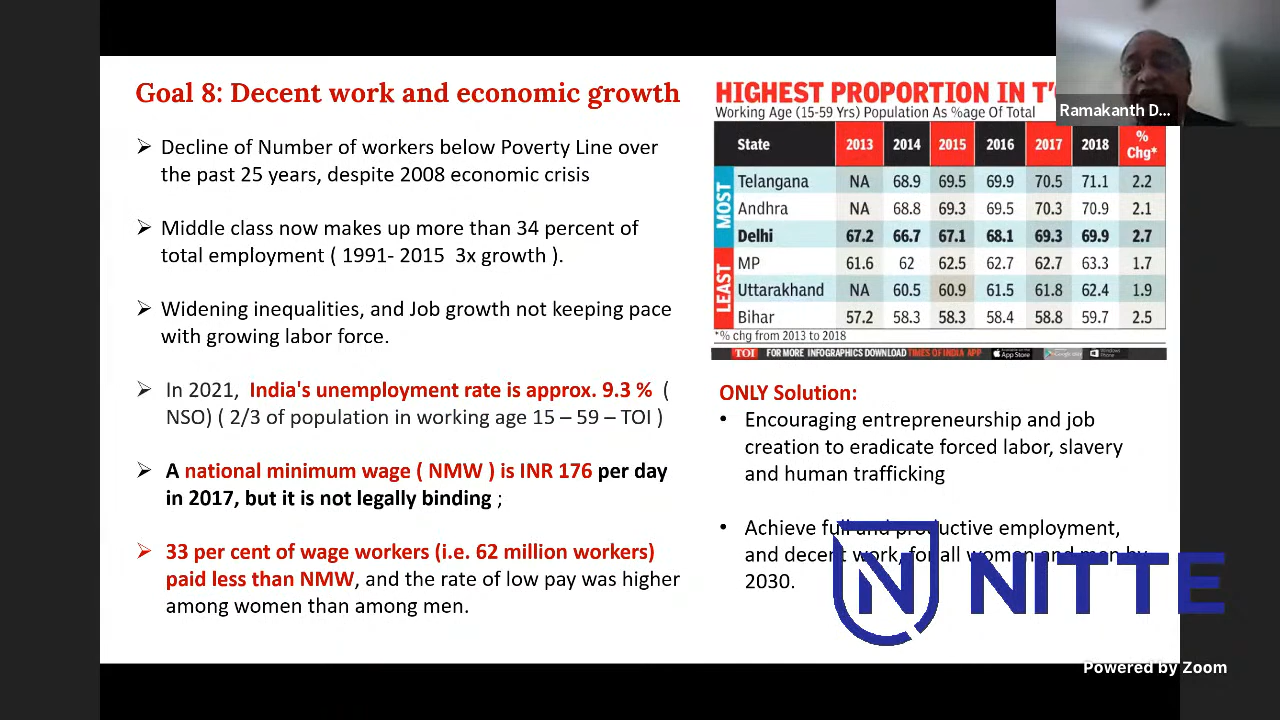 Goal 8: Decent work and economic growth
➢ Decline of Number of workers below Poverty Line over
the past 25 years, despite 2008 economic crisis
➢ Middle class now makes up more than 34 percent of
total employment ( 1991- 2015 3x growth ).
➢ Widening inequalities, and Job growth not keeping pace
with growing labor force.
➢ In 2021, India's unemployment rate is approx. 9.3 % (
NSO) ( 2/3 of population in working age 15 – 59 – TOI )
➢ A national minimum wage ( NMW ) is INR 176 per day
in 2017, but it is not legally binding ;
➢ 33 per cent of wage workers (i.e. 62 million workers)
paid less than NMW, and the rate of low pay was higher
among women than among men.
HIGHEST PROPORTION IN T'
Working Age (15-59 Yrs) Population As %age Of Total
State 2013 2014 2015 2016 2017 2018 % Chg*
MOST
Telangana NA 68.9 69.5 69.9 70.5 71.1 2.2
Andhra NA 68.8 69.3 69.5 70.3 70.9 2.1
Delhi 67.2 66.7 67.1 68.1 69.3 69.9 2.7
LEAST
MP 61.6 62 62.5 62.7 62.7 63.3 1.7
Uttarakhand NA 60.5 60.9 61.5 61.8 62.4 1.9
Bihar 57.2 58.3 58.3 58.4 58.8 59.7 2.5
*% chg from 2013 to 2018
TOI FOR MORE INFOGRAPHICS DOWNLOAD TIMES OF INDIA APP App Store Phone
ONLY Solution:
• Encouraging entrepreneurship and job
creation to eradicate forced labor, slavery
and human trafficking
• Achieve full and productive employment,
and decent work, for all women and men by
2030.
Ramakanth D...
N NITTE
Powered by Zoom